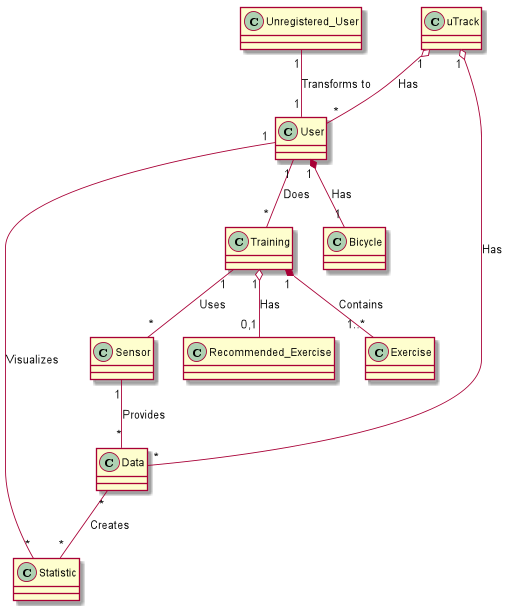 C Unregistered_User
C uTrack
1
1
1
Transforms to
Has
1
*
C User
1
1
1
Does
Has
*
1
C Training
C Bicycle
1
1
1
Uses
Has
Contains
Has
*
0,1
1..*
C Sensor
C Recommended_Exercise
C Exercise
Visualizes
1
Provides
*
*
C Data
*
Creates
*
*
C Statistic